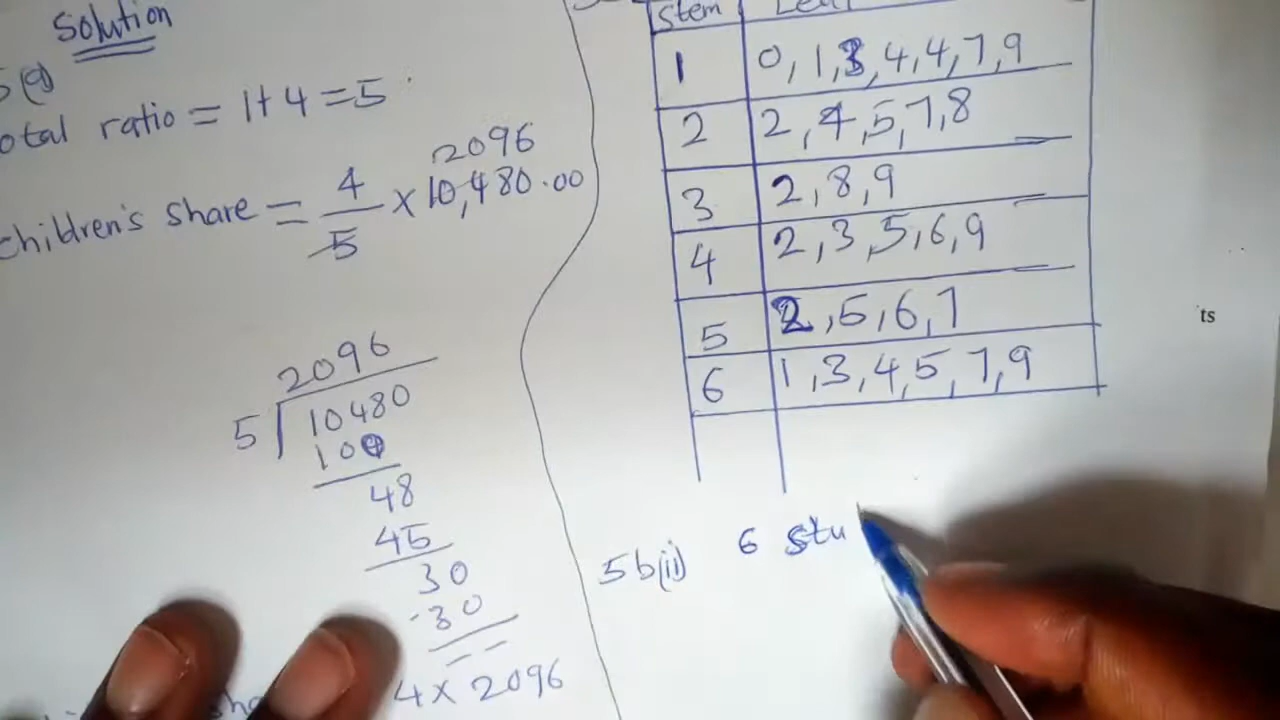 Solution
5(a)
otal ratio = 1+4=5
children's share = 4/5 × 10,480.00
2096
2096
5 10480
100
48
45
30
-30
4 × 2096
Stem Leaf
1 0,1,3,4,4,7,9
2 2,4,5,7,8
3 2,8,9
4 2,3,5,6,9
5 2,5,6,7
6 1,3,4,5,7,9
5b(ii) 6 stu
ts